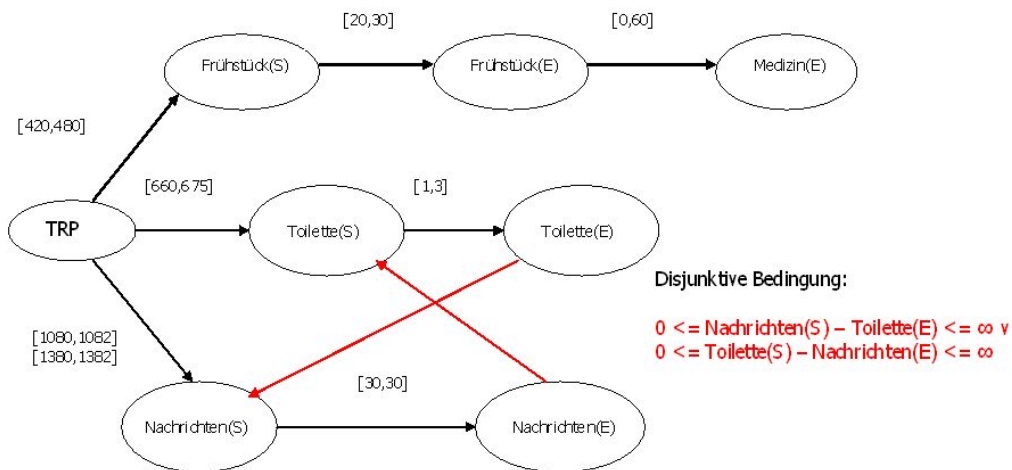 [20,30]
[0,60]
Frühstück(S)
Frühstück(E)
Medizin(E)
[420,480]
[660,675]
[1,3]
TRP
Toilette(S)
Toilette(E)
Disjunktive Bedingung:
0 <= Nachrichten(S) – Toilette(E) <= ∞ v
0 <= Toilette(S) – Nachrichten(E) <= ∞
[1080,1082]
[1380,1382]
[30,30]
Nachrichten(S)
Nachrichten(E)